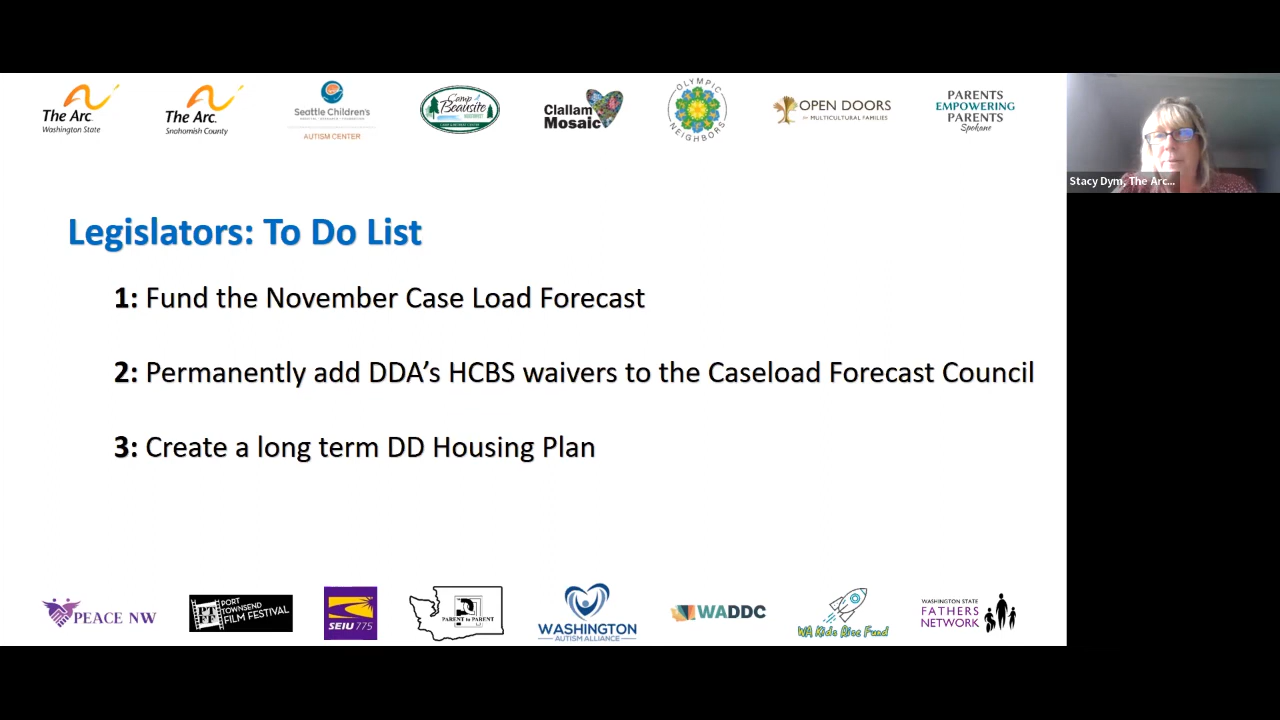 The Arc.
Washington State
The Arc.
Snohomish County
Seattle Children's
AUTISM CENTER
Camp
Beausite
Clallam
Mosaic
OLYMPIC
NEIGHBORS
OPEN DOORS
for MULTICULTURAL FAMILIES
PARENTS
EMPOWERING
PARENTS
Spokane
Stacy Dym, The Arc...
Legislators: To Do List
1: Fund the November Case Load Forecast
2: Permanently add DDA’s HCBS waivers to the Caseload Forecast Council
3: Create a long term DD Housing Plan
PEACE NW
PTFF
PORT
TOWNSEND
FILM FESTIVAL
SEIU 775
PARENT to PARENT
WASHINGTON
AUTISM ALLIANCE
WADDC
WA Kids Rise Fund
WASHINGTON STATE
FATHERS
NETWORK